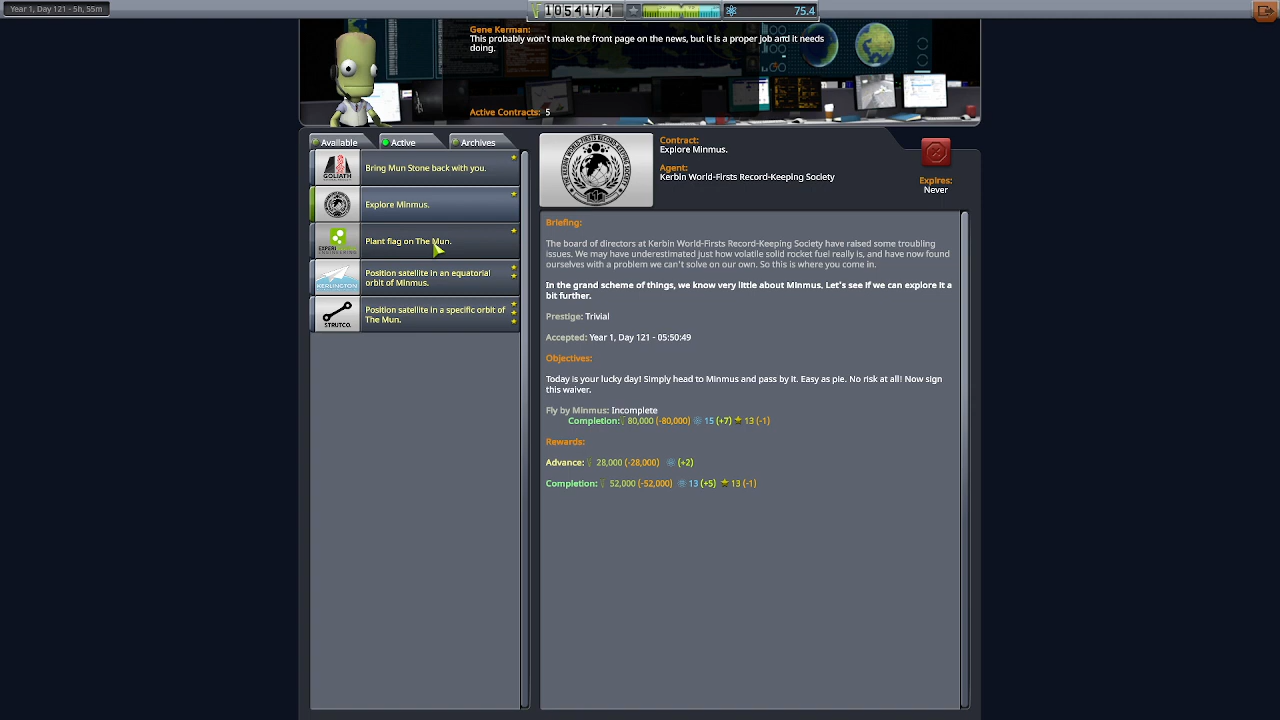 Year 1, Day 121 - 5h, 55m
1054174
75.4
Gene Kerman:
This probably won't make the front page on the news, but it is a proper job and it needs
doing.
Active Contracts: 5
Available
Active
Archives
GOLIATH
Bring Mun Stone back with you.
Explore Minmus.
EXPERI
ENGINEERING
Plant flag on The Mun.
KERLINGTON
Position satellite in an equatorial
orbit of Minmus.
STRUTCO.
Position satellite in a specific orbit of
The Mun.
KERBIN WORLD-FIRSTS RECORD-KEEPING SOCIETY
Contract:
Explore Minmus.
Agent:
Kerbin World-Firsts Record-Keeping Society
Expires:
Never
Briefing:
The board of directors at Kerbin World-Firsts Record-Keeping Society have raised some troubling
issues. We may have underestimated just how volatile solid rocket fuel really is, and have now found
ourselves with a problem we can't solve on our own. So this is where you come in.
In the grand scheme of things, we know very little about Minmus. Let's see if we can explore it a
bit further.
Prestige: Trivial
Accepted: Year 1, Day 121 - 05:50:49
Objectives:
Today is your lucky day! Simply head to Minmus and pass by it. Easy as pie. No risk at all! Now sign
this waiver.
Fly by Minmus: Incomplete
Completion: 80,000 (-80,000) 15 (+7) 13 (-1)
Rewards:
Advance: 28,000 (-28,000) (+2)
Completion: 52,000 (-52,000) 13 (+5) 13 (-1)